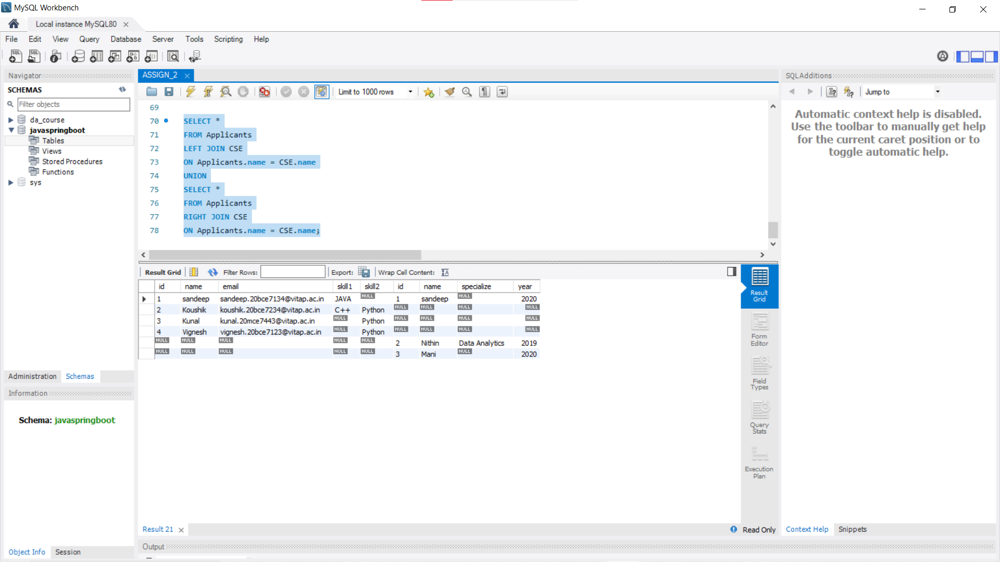 MySQL Workbench
Local instance MySQL80
File Edit View Query Database Server Tools Scripting Help
Navigator
SCHEMAS
Filter objects
da_course
javaspringboot
Tables
Views
Stored Procedures
Functions
sys
Administration Schemas
Information
Schema: javaspringboot
Object Info Session
ASSIGN_2
Limit to 1000 rows
69
70 SELECT *
71 FROM Applicants
72 LEFT JOIN CSE
73 ON Applicants.name = CSE.name
74 UNION
75 SELECT *
76 FROM Applicants
77 RIGHT JOIN CSE
78 ON Applicants.name = CSE.name;
Result Grid Filter Rows: Export: Wrap Cell Content:
id name email skill1 skill2 id name specialize year
1 sandeep sandeep.20bce7134@vitap.ac.in JAVA NULL 1 sandeep NULL 2020
2 Koushik koushik.20bce7234@vitap.ac.in C++ Python NULL NULL NULL NULL
3 Kunal kunal.20mce7443@vitap.ac.in NULL Python NULL NULL NULL NULL
4 Vignesh vignesh.20bce7123@vitap.ac.in NULL Python NULL NULL NULL NULL
NULL NULL NULL NULL NULL 2 Nithin Data Analytics 2019
NULL NULL NULL NULL NULL 3 Mani NULL 2020
Result
Grid
Form
Editor
Field
Types
Query
Stats
Execution
Plan
Result 21
Read Only
Output
SQLAdditions
Jump to
Automatic context help is disabled.
Use the toolbar to manually get help
for the current caret position or to
toggle automatic help.
Context Help Snippets